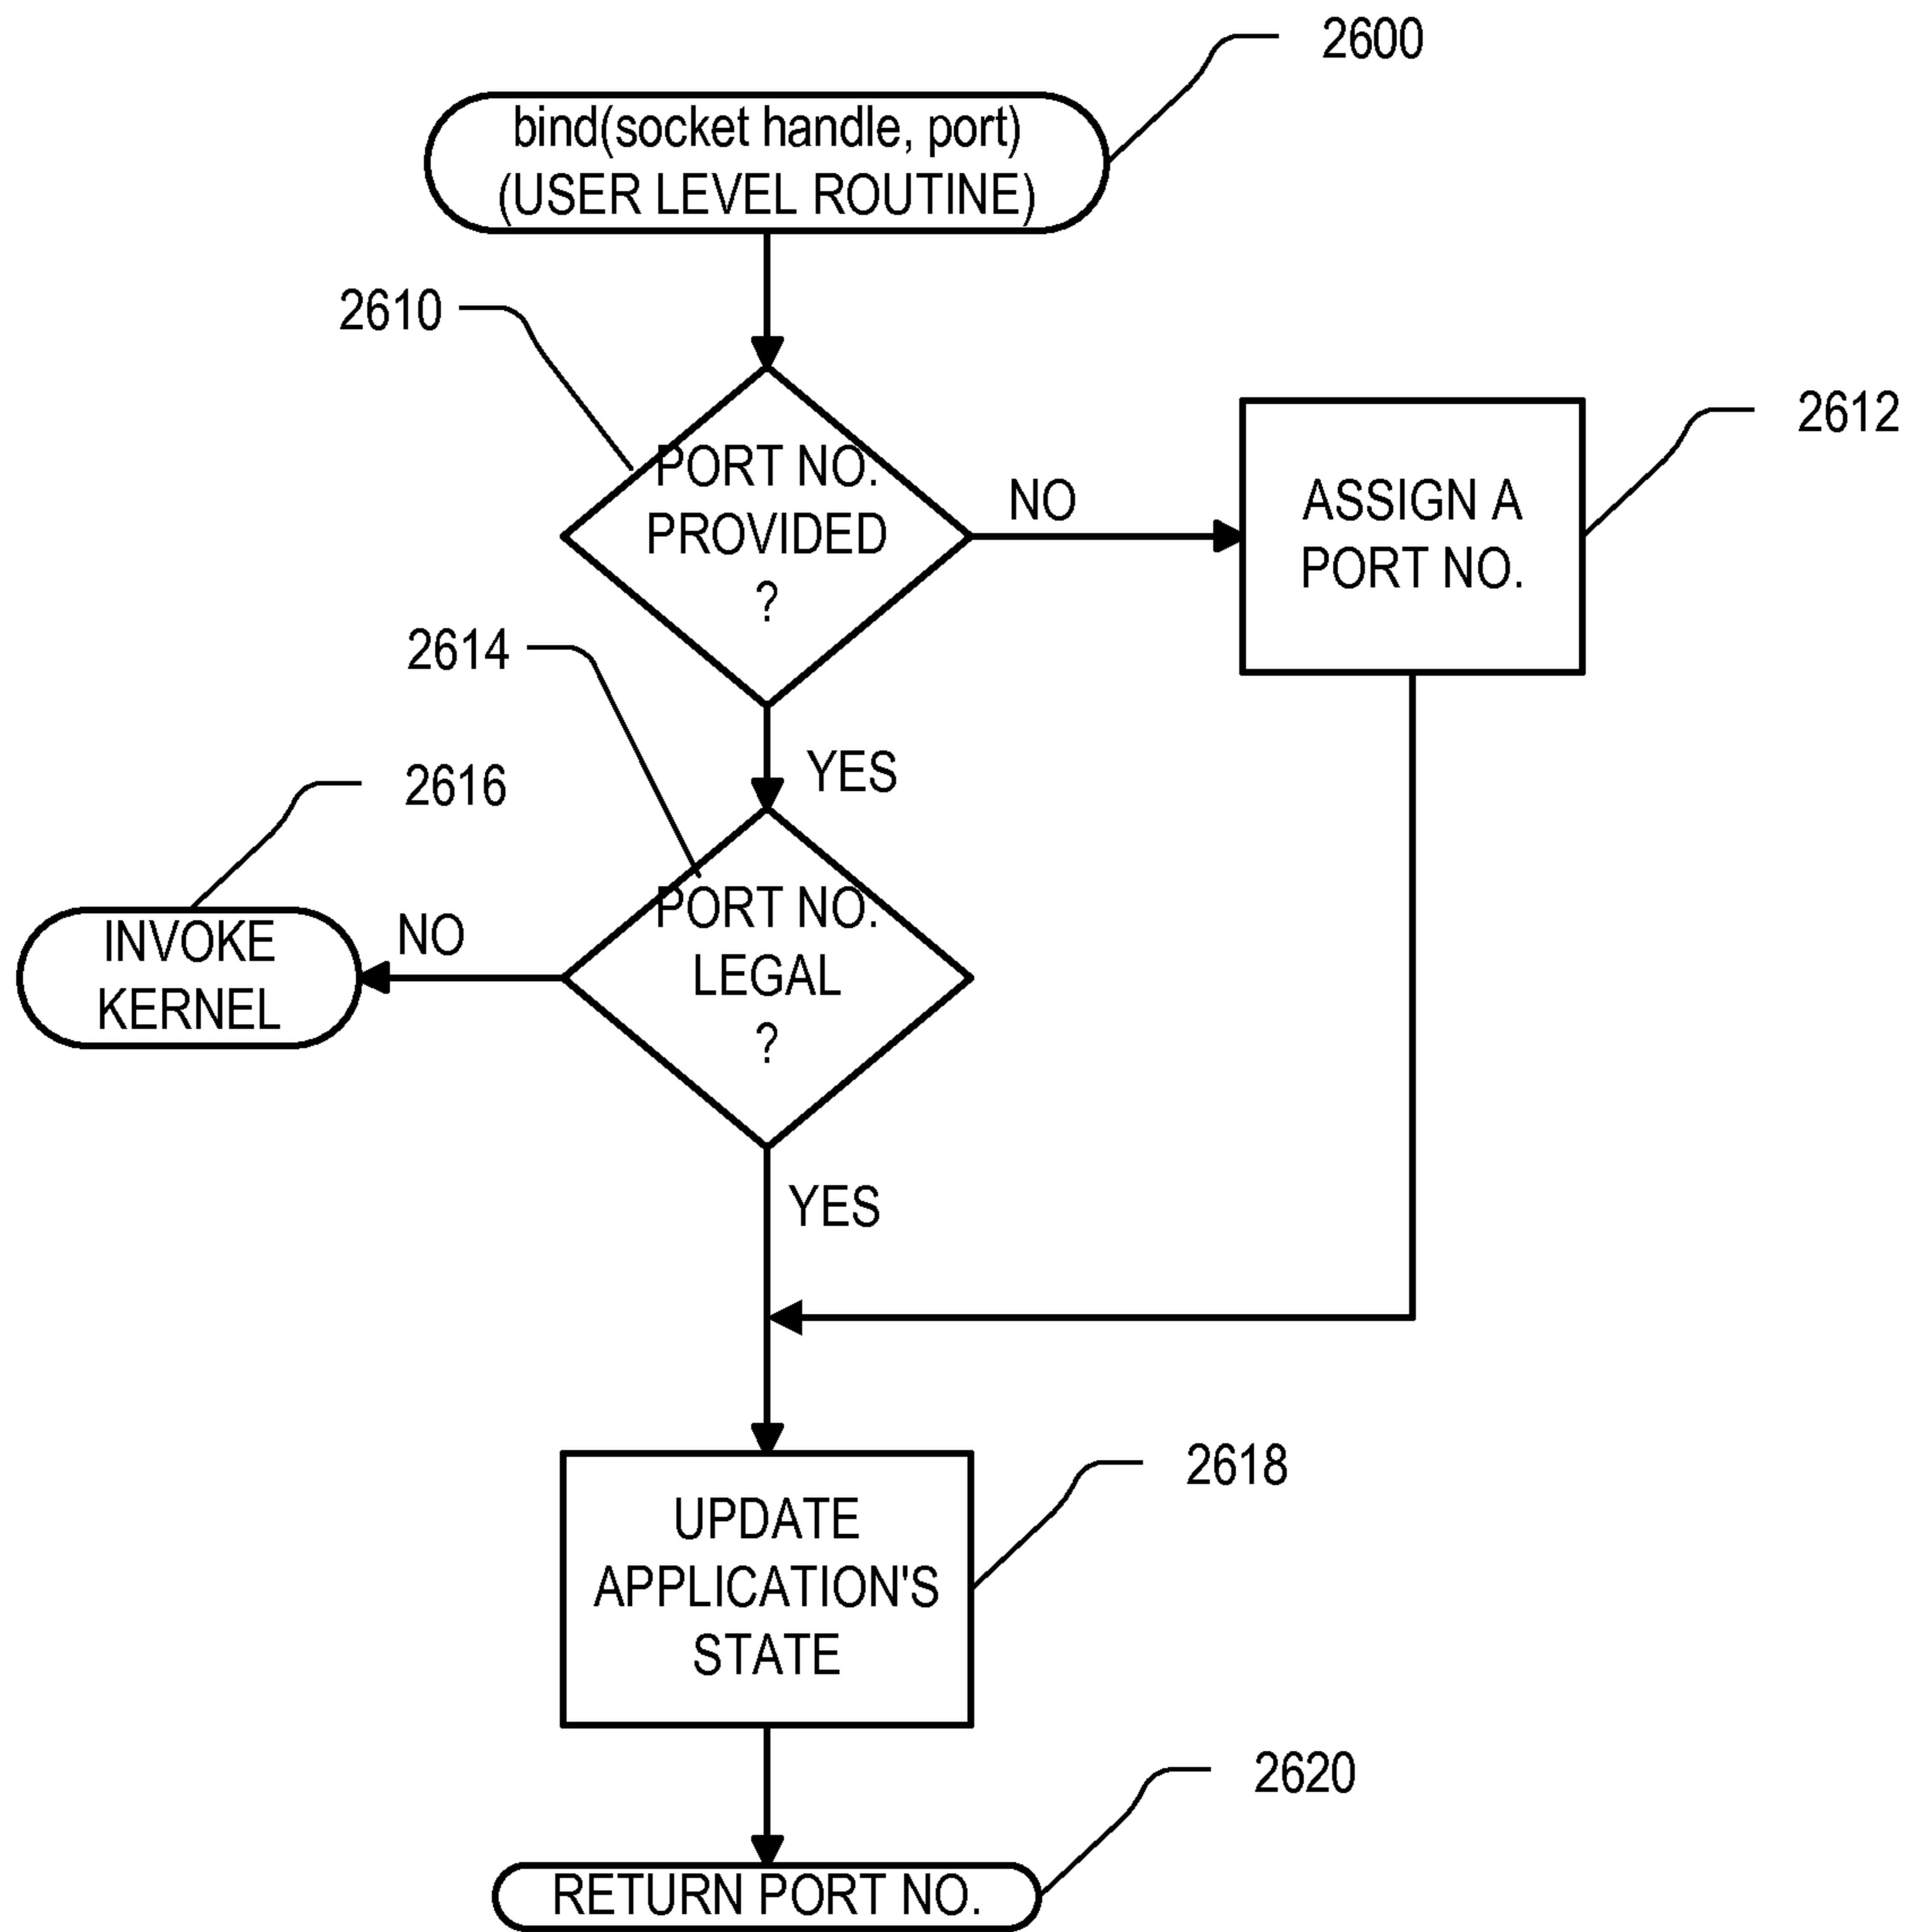 2600
bind(socket handle, port)
(USER LEVEL ROUTINE)
2610
PORT NO.
PROVIDED
?
NO
ASSIGN A
PORT NO.
2612
2614
YES
2616
PORT NO.
LEGAL
?
NO
INVOKE
KERNEL
YES
2618
UPDATE
APPLICATION'S
STATE
2620
RETURN PORT NO.